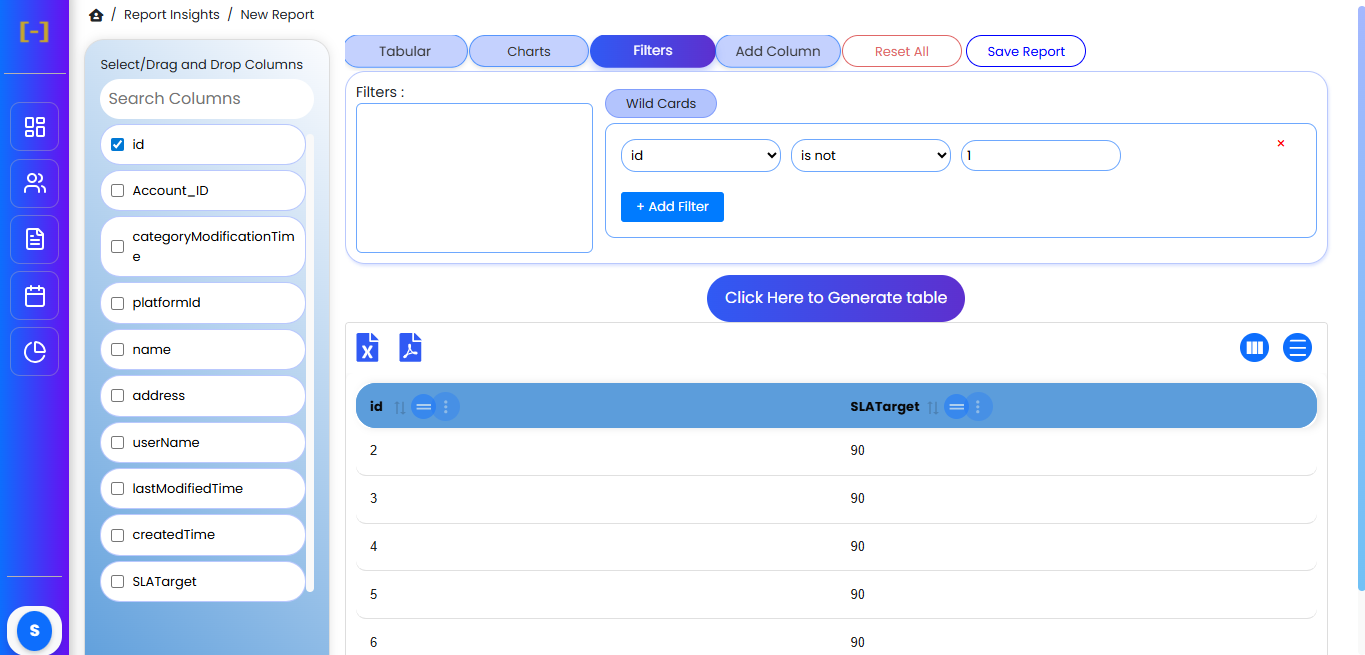 [-]
/ Report Insights / New Report
Select/Drag and Drop Columns
Search Columns
id
Account_ID
categoryModificationTim
e
platformId
name
address
userName
lastModifiedTime
createdTime
SLATarget
S
Tabular
Charts
Filters
Add Column
Reset All
Save Report
Filters :
Wild Cards
id
is not
1
×
+ Add Filter
Click Here to Generate table
X
id
SLATarget
2 90
3 90
4 90
5 90
6 90